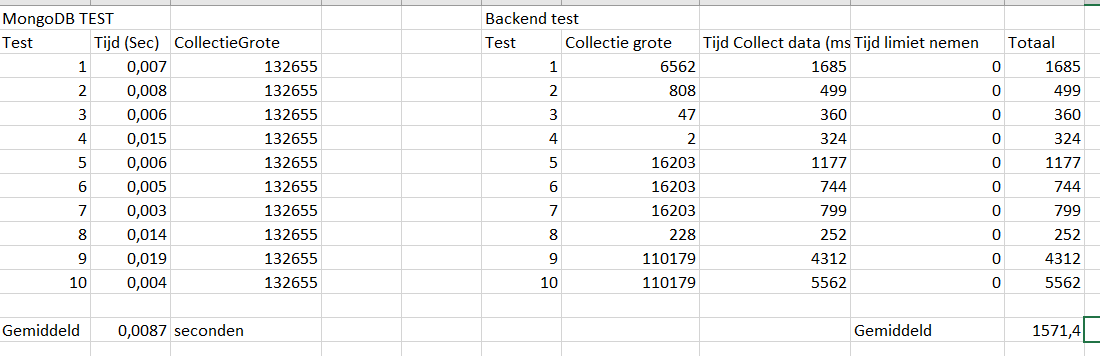 MongoDB TEST Backend test
Test Tijd (Sec) CollectieGrote Test Collectie grote Tijd Collect data (ms Tijd limiet nemen Totaal
1 0,007 132655 1 6562 1685 0 1685
2 0,008 132655 2 808 499 0 499
3 0,006 132655 3 47 360 0 360
4 0,015 132655 4 2 324 0 324
5 0,006 132655 5 16203 1177 0 1177
6 0,005 132655 6 16203 744 0 744
7 0,003 132655 7 16203 799 0 799
8 0,014 132655 8 228 252 0 252
9 0,019 132655 9 110179 4312 0 4312
10 0,004 132655 10 110179 5562 0 5562
Gemiddeld 0,0087 seconden Gemiddeld 1571,4